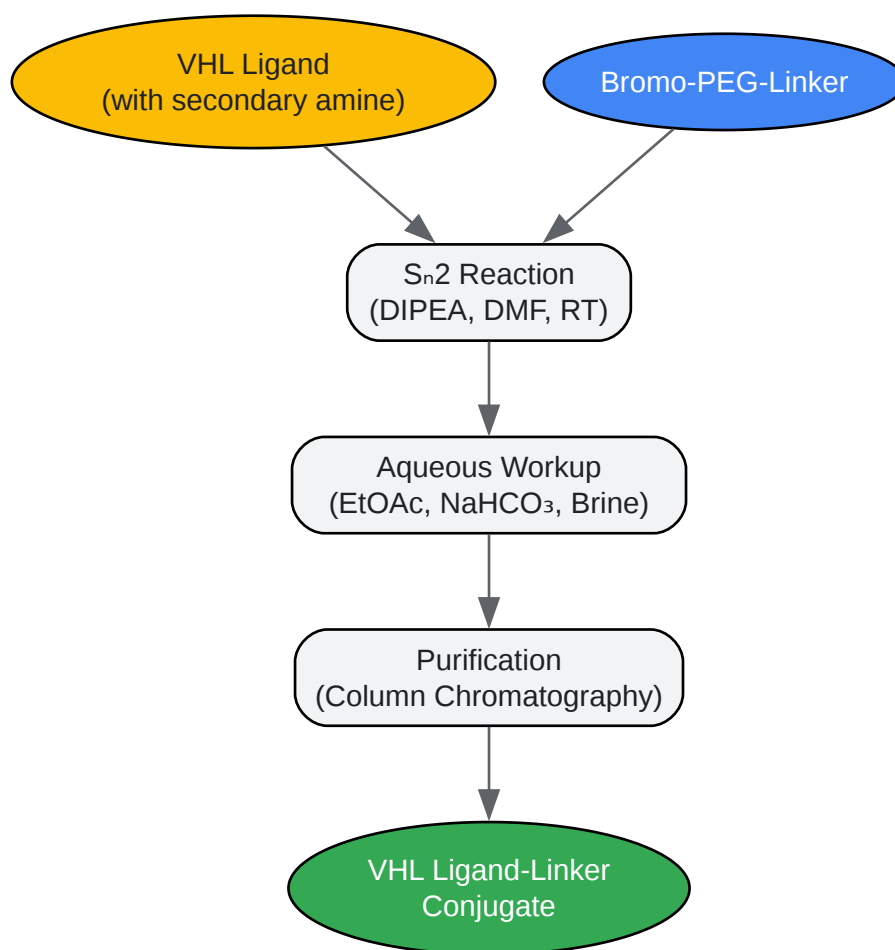 VHL Ligand
(with secondary amine)
Bromo-PEG-Linker
Sₙ2 Reaction
(DIPEA, DMF, RT)
Aqueous Workup
(EtOAc, NaHCO₃, Brine)
Purification
(Column Chromatography)
VHL Ligand-Linker
Conjugate